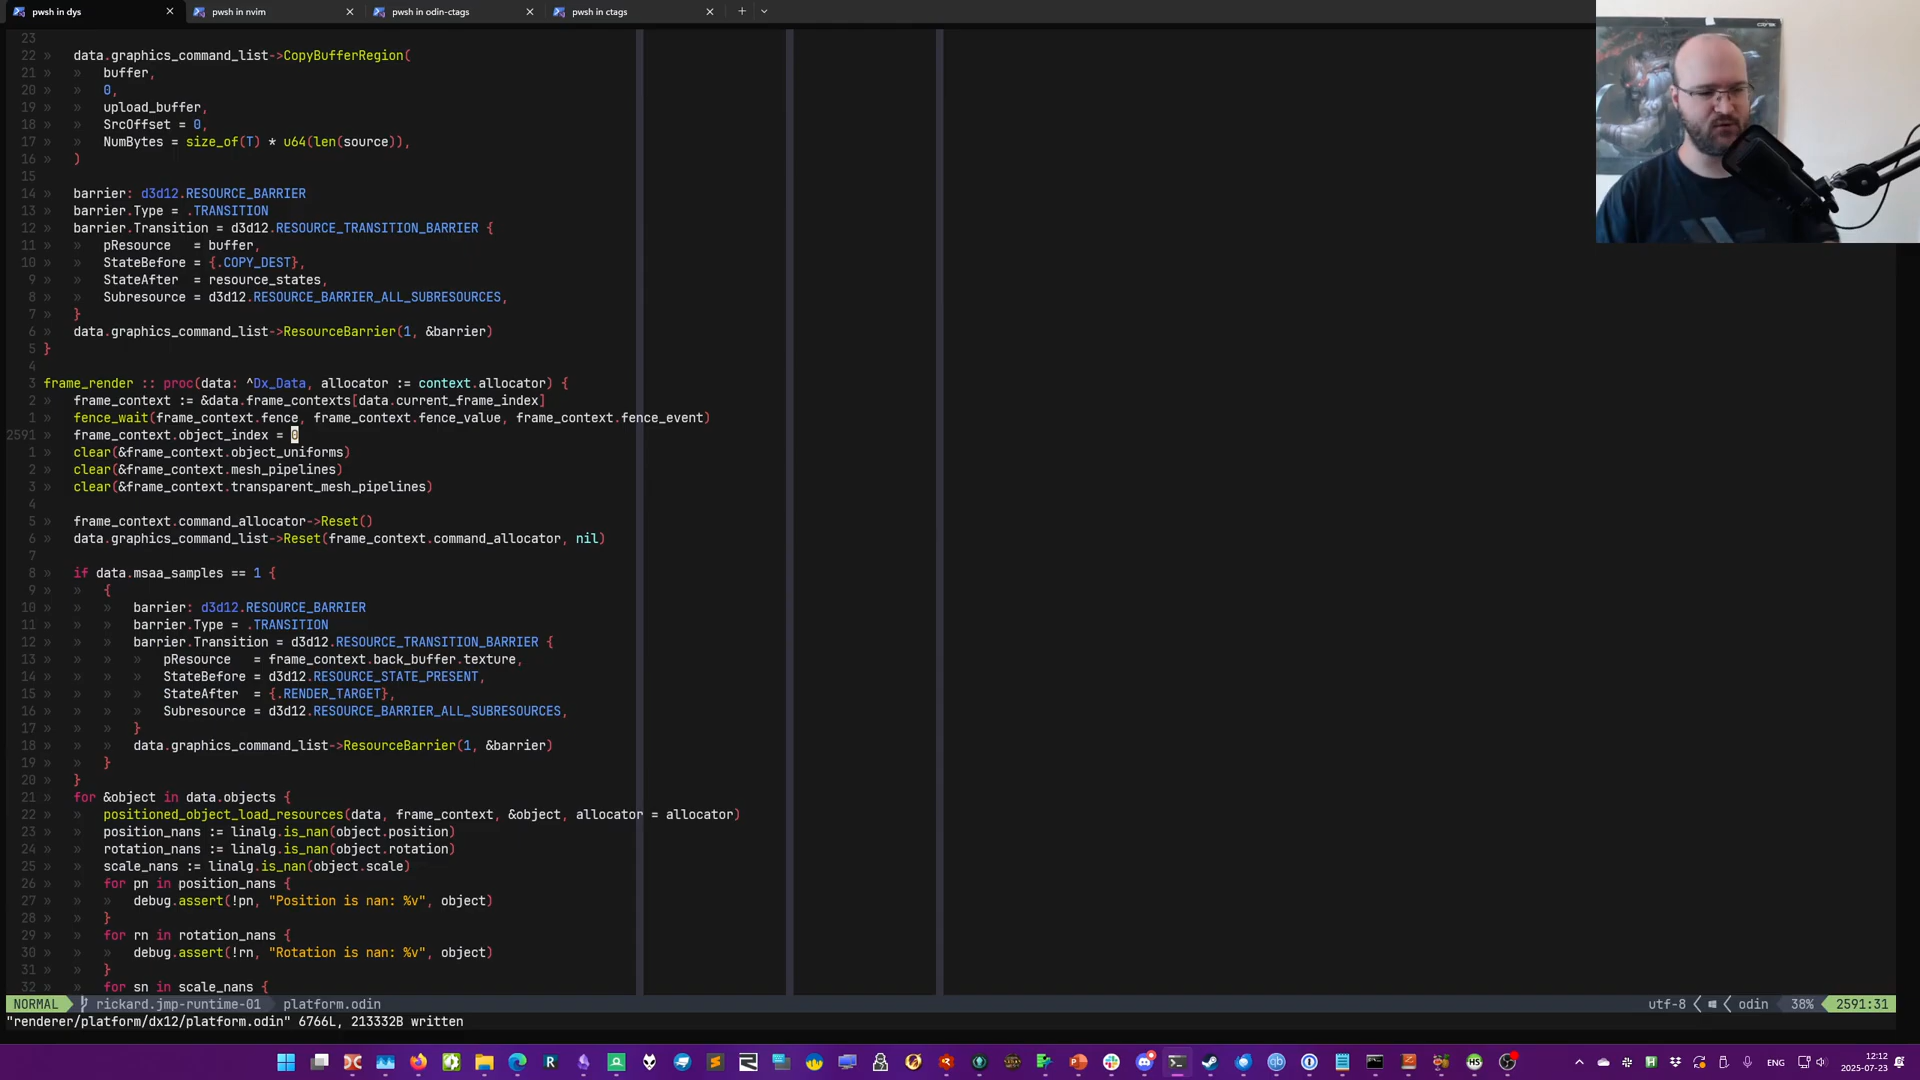 pwsh in dys
pwsh in nvim
pwsh in odin-ctags
pwsh in ctags
23
22 » data.graphics_command_list->CopyBufferRegion(
21 » » buffer,
20 » » 0,
19 » » upload_buffer,
18 » » SrcOffset = 0,
17 » » NumBytes = size_of(T) * u64(len(source)),
16 » )
15
14 » barrier: d3d12.RESOURCE_BARRIER
13 » barrier.Type = .TRANSITION
12 » barrier.Transition = d3d12.RESOURCE_TRANSITION_BARRIER {
11 » » pResource   = buffer,
10 » » StateBefore = {.COPY_DEST},
9 » » StateAfter  = resource_states,
8 » » Subresource = d3d12.RESOURCE_BARRIER_ALL_SUBRESOURCES,
7 » }
6 » data.graphics_command_list->ResourceBarrier(1, &barrier)
5 }
4
3 frame_render :: proc(data: ^Dx_Data, allocator := context.allocator) {
2 » frame_context := &data.frame_contexts[data.current_frame_index]
1 » fence_wait(frame_context.fence, frame_context.fence_value, frame_context.fence_event)
2591 » frame_context.object_index = 0
1 » clear(&frame_context.object_uniforms)
2 » clear(&frame_context.mesh_pipelines)
3 » clear(&frame_context.transparent_mesh_pipelines)
4
5 » frame_context.command_allocator->Reset()
6 » data.graphics_command_list->Reset(frame_context.command_allocator, nil)
7
8 » if data.msaa_samples == 1 {
9 » » {
10 » » » barrier: d3d12.RESOURCE_BARRIER
11 » » » barrier.Type = .TRANSITION
12 » » » barrier.Transition = d3d12.RESOURCE_TRANSITION_BARRIER {
13 » » » » pResource   = frame_context.back_buffer.texture,
14 » » » » StateBefore = d3d12.RESOURCE_STATE_PRESENT,
15 » » » » StateAfter  = {.RENDER_TARGET},
16 » » » » Subresource = d3d12.RESOURCE_BARRIER_ALL_SUBRESOURCES,
17 » » » }
18 » » » data.graphics_command_list->ResourceBarrier(1, &barrier)
19 » » }
20 » }
21 » for &object in data.objects {
22 » » positioned_object_load_resources(data, frame_context, &object, allocator = allocator)
23 » » position_nans := linalg.is_nan(object.position)
24 » » rotation_nans := linalg.is_nan(object.rotation)
25 » » scale_nans := linalg.is_nan(object.scale)
26 » » for pn in position_nans {
27 » » » debug.assert(!pn, "Position is nan: %v", object)
28 » » }
29 » » for rn in rotation_nans {
30 » » » debug.assert(!rn, "Rotation is nan: %v", object)
31 » » }
32 » » for sn in scale_nans {
NORMAL rickard.jmp-runtime-01 platform.odin utf-8 odin 38% 2591:31
"renderer/platform/dx12/platform.odin" 6766L, 213332B written
ENG
12:12
2025-07-23